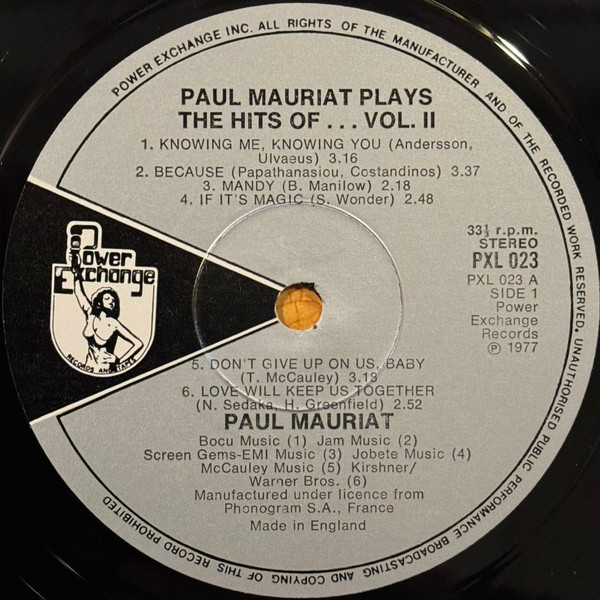 POWER EXCHANGE INC. ALL RIGHTS OF THE MANUFACTURER AND OF THE RECORDED WORK RESERVED. UNAUTHORISED PUBLIC PERFORMANCE BROADCASTING AND COPYING OF THIS RECORD PROHIBITED
PAUL MAURIAT PLAYS
THE HITS OF . . . VOL. II
1. KNOWING ME, KNOWING YOU (Andersson,
Ulvaeus) 3.16
2. BECAUSE (Papathanasiou, Costandinos) 3.37
3. MANDY (B. Manilow) 2.18
4. IF IT'S MAGIC (S. Wonder) 2.48
33⅓ r.p.m.
STEREO
PXL 023
PXL 023 A
SIDE 1
Power
Exchange
Records
℗ 1977
Power
Exchange
RECORDS AND TAPES
5. DON'T GIVE UP ON US, BABY
(T. McCauley) 3.18
6. LOVE WILL KEEP US TOGETHER
(N. Sedaka, H. Greenfield) 2.52
PAUL MAURIAT
Bocu Music (1) Jam Music (2)
Screen Gems-EMI Music (3) Jobete Music (4)
McCauley Music (5) Kirshner/
Warner Bros. (6)
Manufactured under licence from
Phonogram S.A., France
Made in England